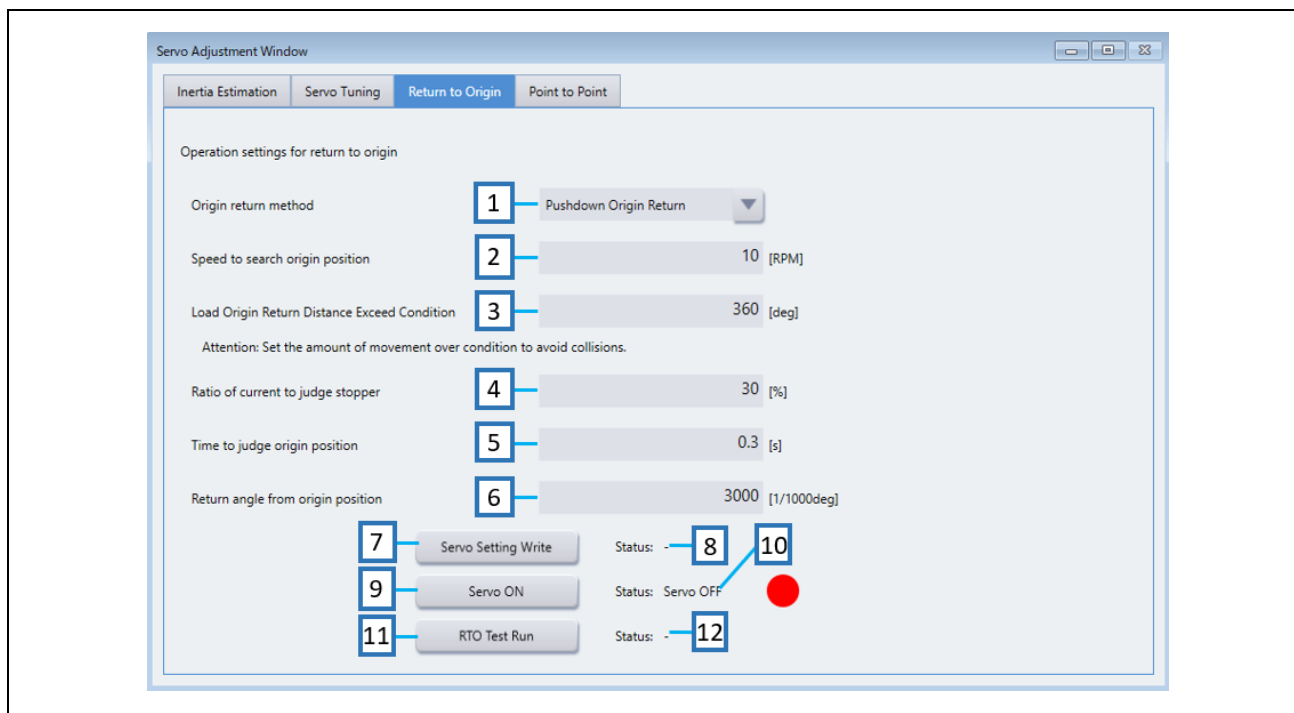 Servo Adjustment Window
Inertia Estimation Servo Tuning Return to Origin Point to Point
Operation settings for return to origin
Origin return method 1 Pushdown Origin Return
Speed to search origin position 2 10 [RPM]
Load Origin Return Distance Exceed Condition 3 360 [deg]
Attention: Set the amount of movement over condition to avoid collisions.
Ratio of current to judge stopper 4 30 [%]
Time to judge origin position 5 0.3 [s]
Return angle from origin position 6 3000 [1/1000deg]
7 Servo Setting Write Status: - 8 10
9 Servo ON Status: Servo OFF
11 RTO Test Run Status: - 12